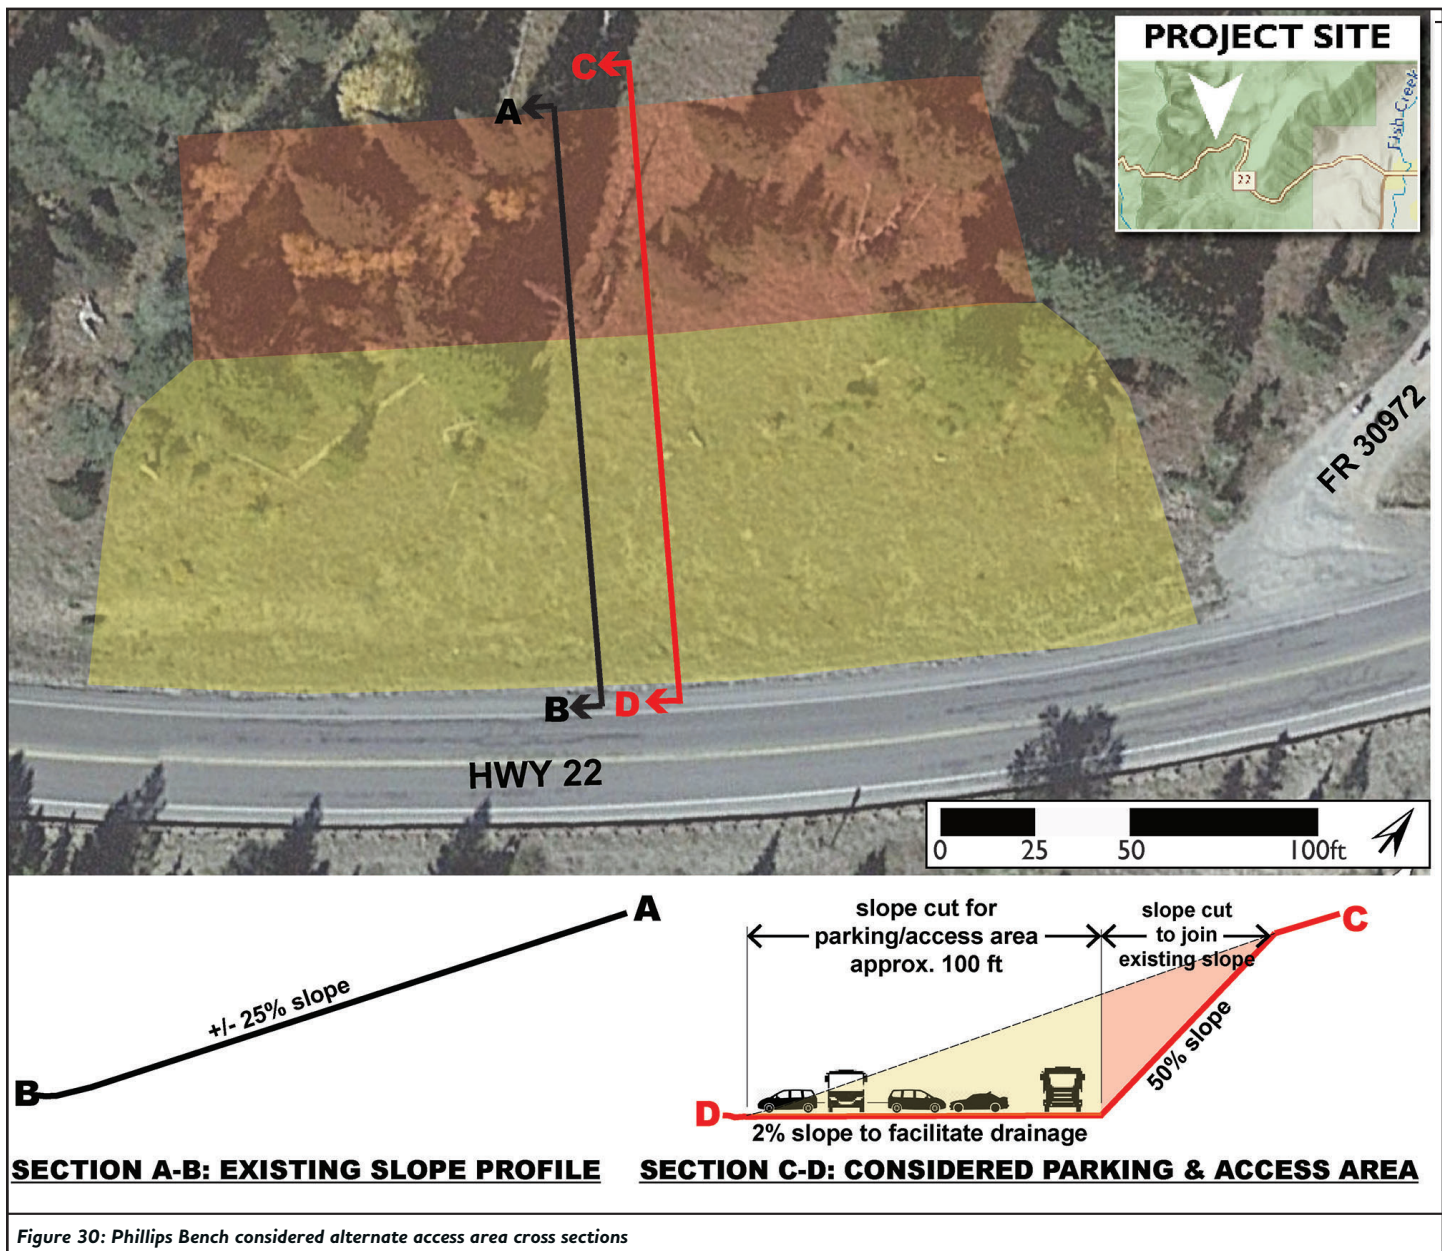 PROJECT SITE
Fish Creek
22
C
A
FR 30972
B
D
HWY 22
0 25 50 100ft
A
+/- 25% slope
B
SECTION A-B: EXISTING SLOPE PROFILE
slope cut for
parking/access area
approx. 100 ft
slope cut
to join
existing slope
C
50% slope
D
2% slope to facilitate drainage
SECTION C-D: CONSIDERED PARKING & ACCESS AREA
Figure 30: Phillips Bench considered alternate access area cross sections